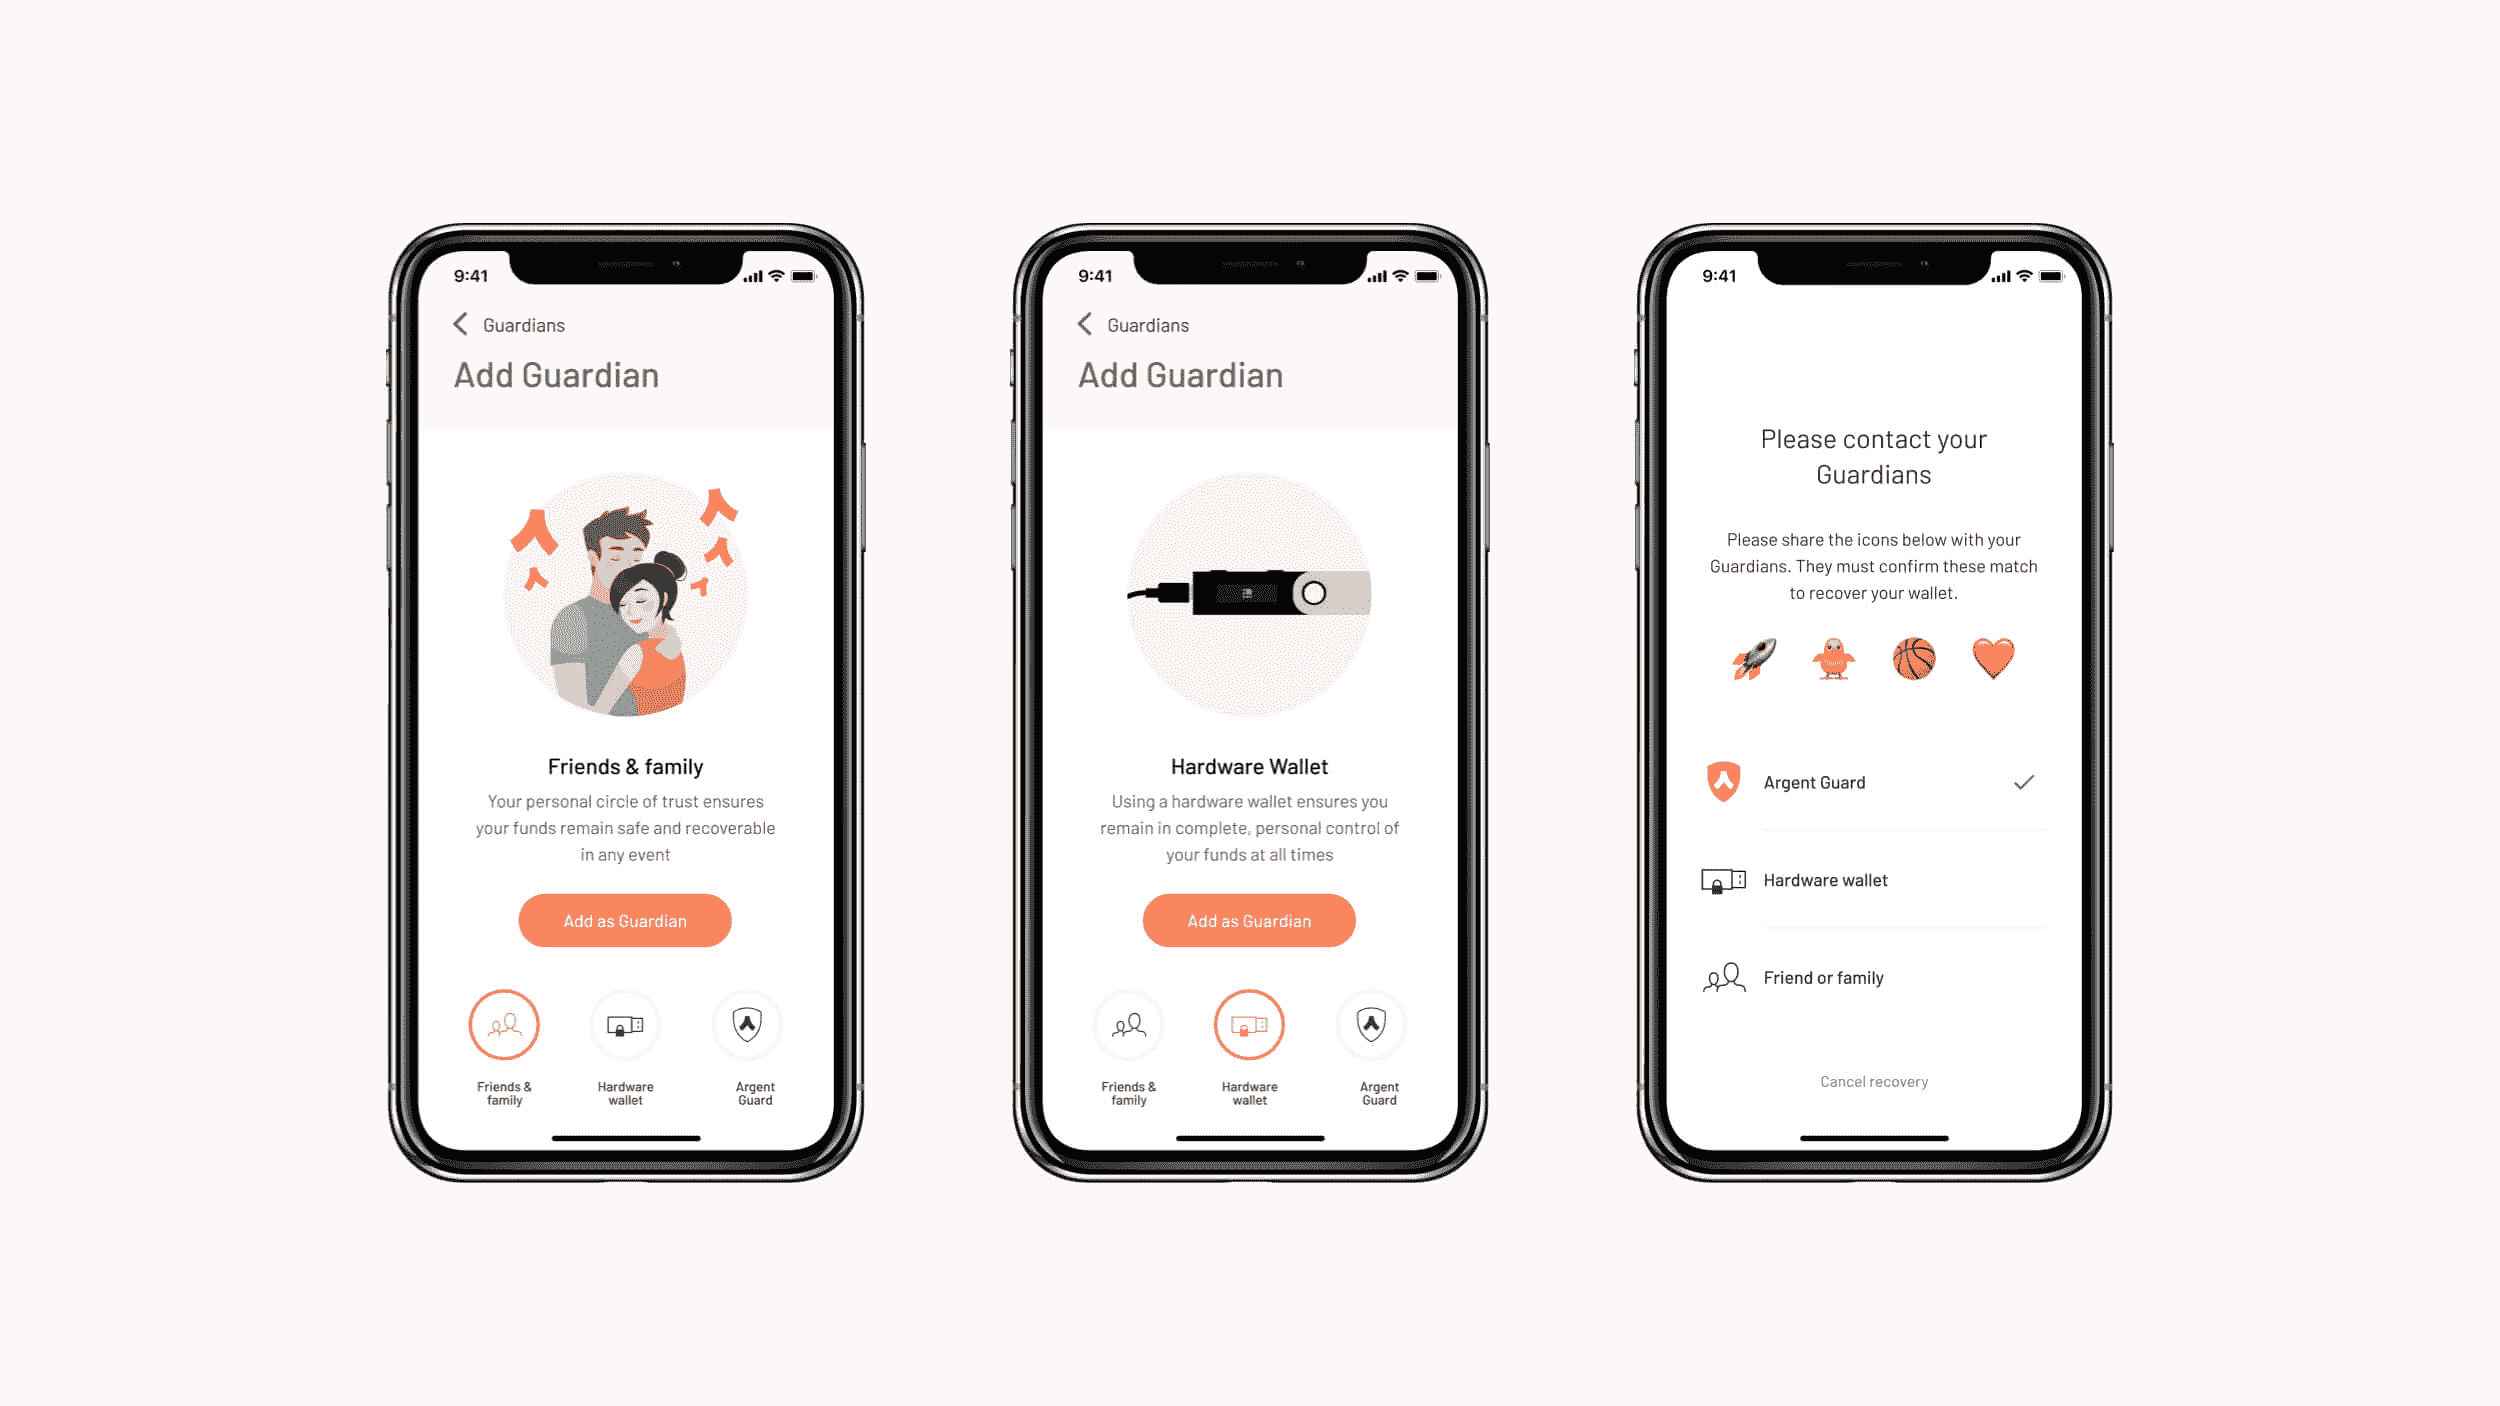 9:41
Guardians
Add Guardian
Friends & family
Your personal circle of trust ensures
your funds remain safe and recoverable
in any event
Add as Guardian
Friends &
family
Hardware
wallet
Argent
Guard
9:41
Guardians
Add Guardian
Hardware Wallet
Using a hardware wallet ensures you
remain in complete, personal control of
your funds at all times
Add as Guardian
Friends &
family
Hardware
wallet
Argent
Guard
9:41
Please contact your
Guardians
Please share the icons below with your
Guardians. They must confirm these match
to recover your wallet.
Argent Guard
Hardware wallet
Friend or family
Cancel recovery